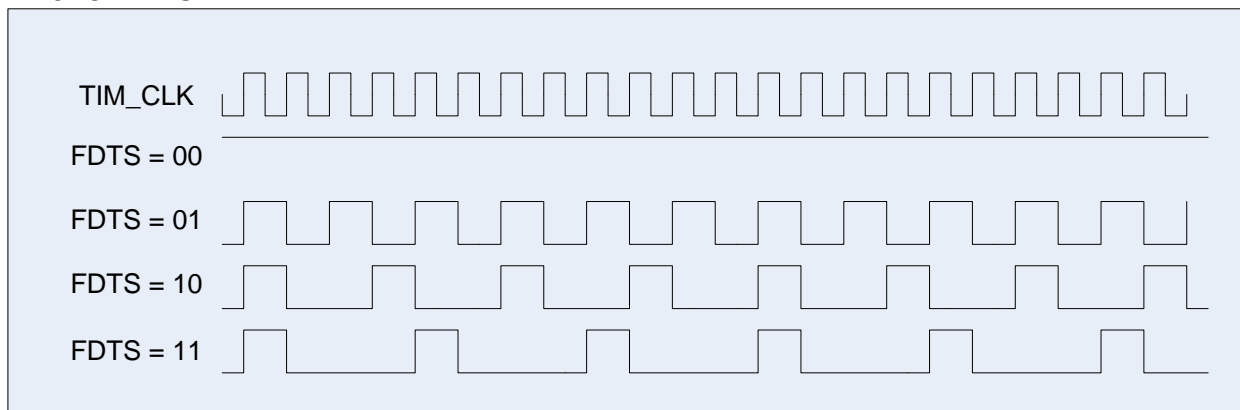 TIM_CLK
FDTS = 00
FDTS = 01
FDTS = 10
FDTS = 11